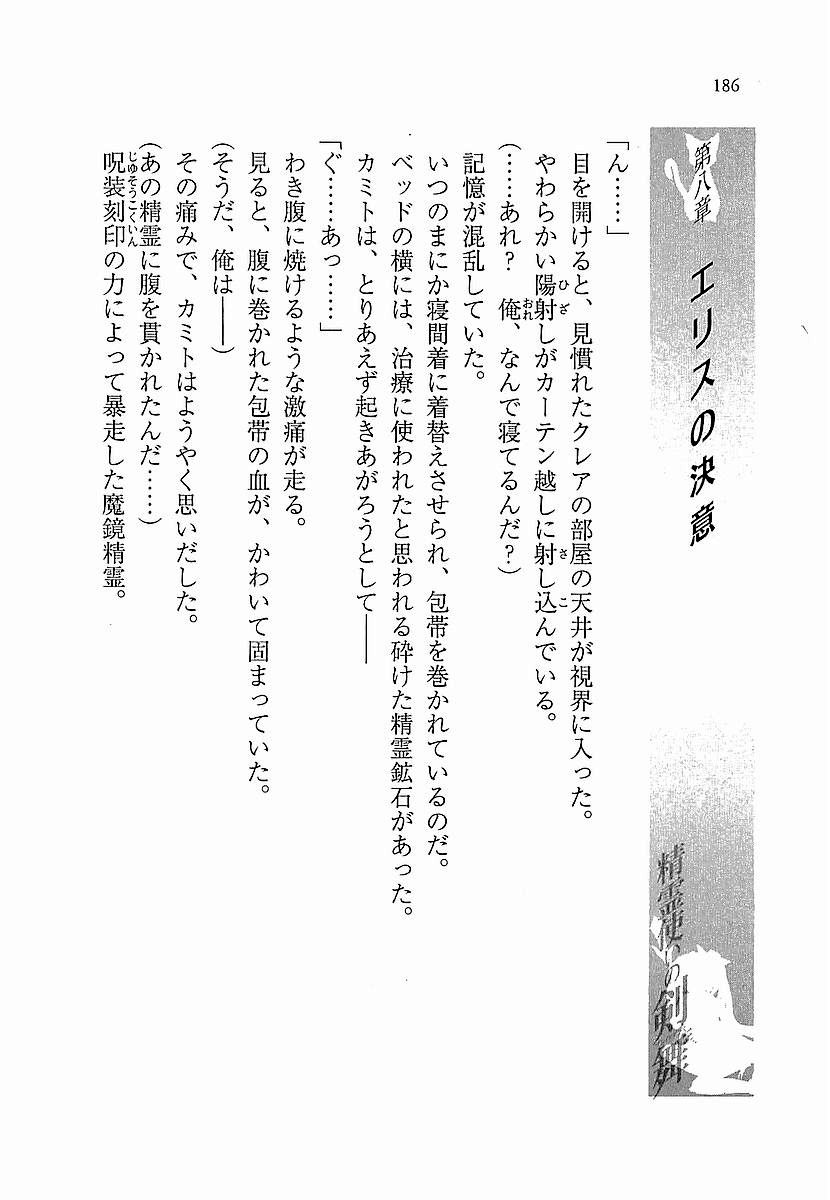 186
第八章 エリスの決意
精霊使いの剣舞
「ん……」
目を開けると、見慣れたクレアの部屋の天井が視界に入った。
やわらかい陽射しがカーテン越しに射し込んでいる。
(……あれ？ 俺、なんで寝てるんだ？)
記憶が混乱していた。
いつのまにか寝間着に着替えさせられ、包帯を巻かれているのだ。
ベッドの横には、治療に使われたと思われる砕けた精霊鉱石があった。
カミトは、とりあえず起きあがろうとして――
「ぐ……あっ……」
わき腹に焼けるような激痛が走る。
見ると、腹に巻かれた包帯の血が、かわいて固まっていた。
(そうだ、俺は――)
その痛みで、カミトはようやく思いだした。
(あの精霊に腹を貫かれたんだ……)
呪装刻印の力によって暴走した魔鏡精霊。